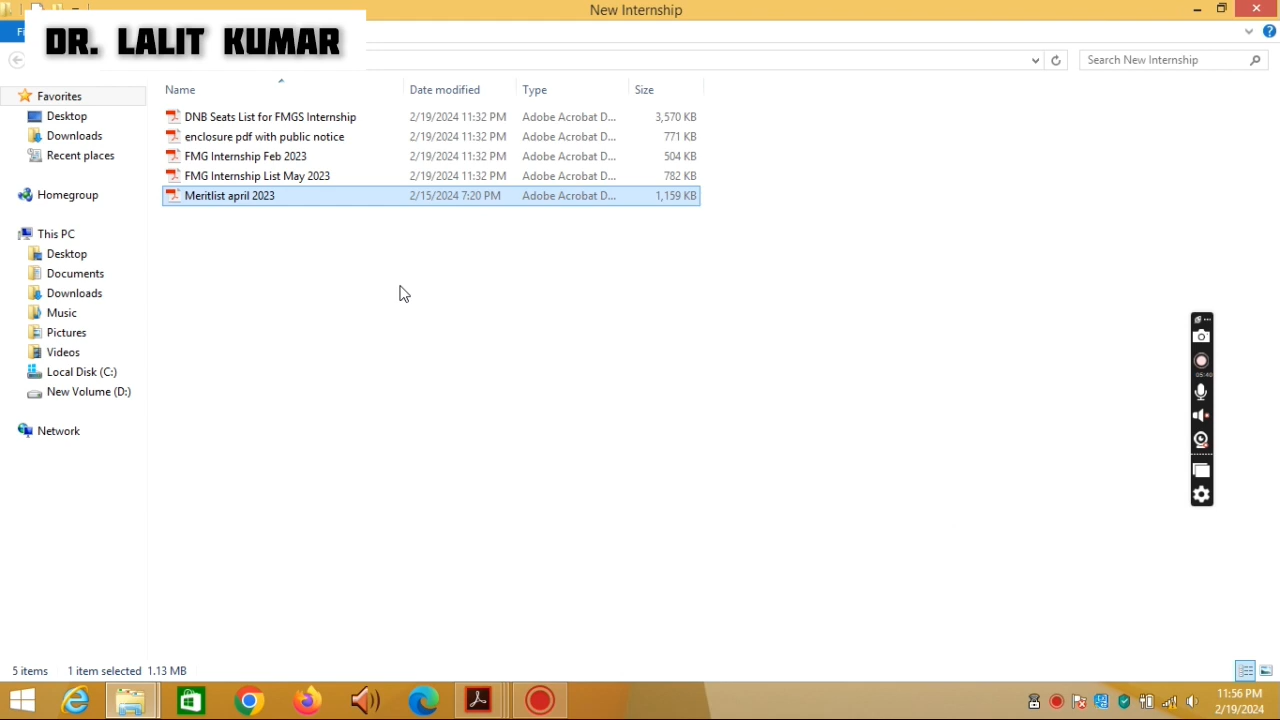 New Internship
DR. LALIT KUMAR
Search New Internship
Name Date modified Type Size
Favorites
Desktop
Downloads
Recent places
Homegroup
This PC
Desktop
Documents
Downloads
Music
Pictures
Videos
Local Disk (C:)
New Volume (D:)
Network
DNB Seats List for FMGS Internship 2/19/2024 11:32 PM Adobe Acrobat D... 3,570 KB
enclosure pdf with public notice 2/19/2024 11:32 PM Adobe Acrobat D... 771 KB
FMG Internship Feb 2023 2/19/2024 11:32 PM Adobe Acrobat D... 504 KB
FMG Internship List May 2023 2/19/2024 11:32 PM Adobe Acrobat D... 782 KB
Meritlist april 2023 2/15/2024 7:20 PM Adobe Acrobat D... 1,159 KB
05:40
5 items 1 item selected 1.13 MB
11:56 PM
2/19/2024